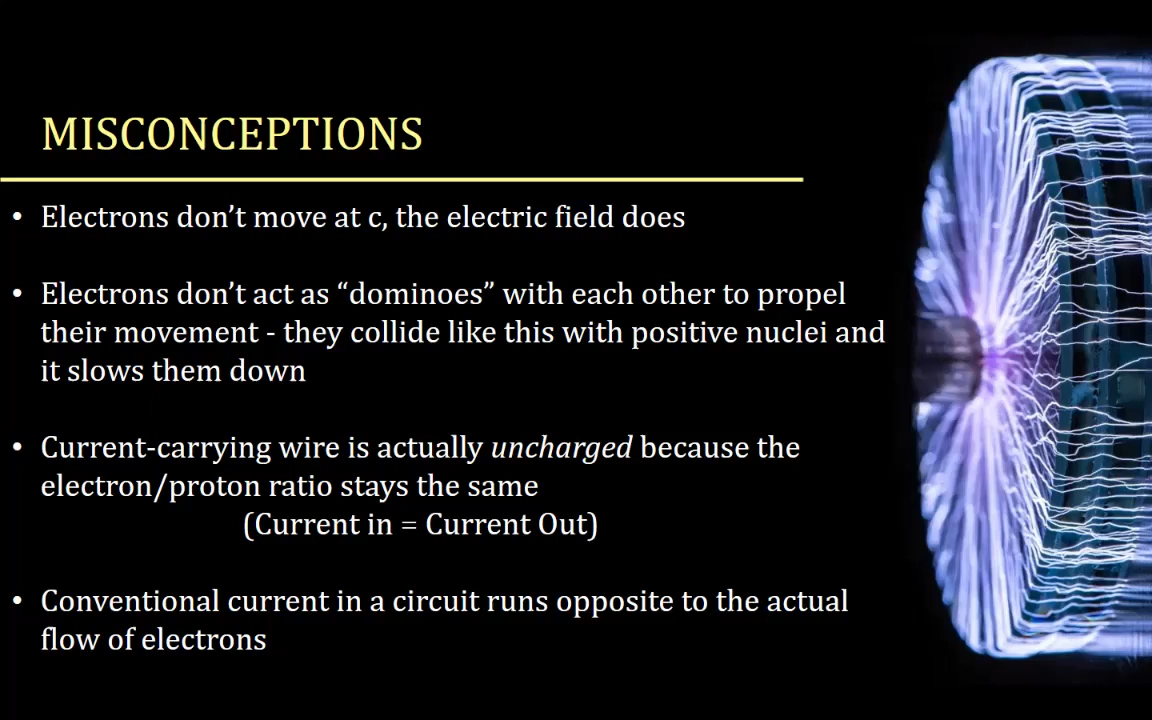 MISCONCEPTIONS
• Electrons don’t move at c, the electric field does
• Electrons don’t act as “dominoes” with each other to propel
their movement - they collide like this with positive nuclei and
it slows them down
• Current-carrying wire is actually uncharged because the
electron/proton ratio stays the same
(Current in = Current Out)
• Conventional current in a circuit runs opposite to the actual
flow of electrons